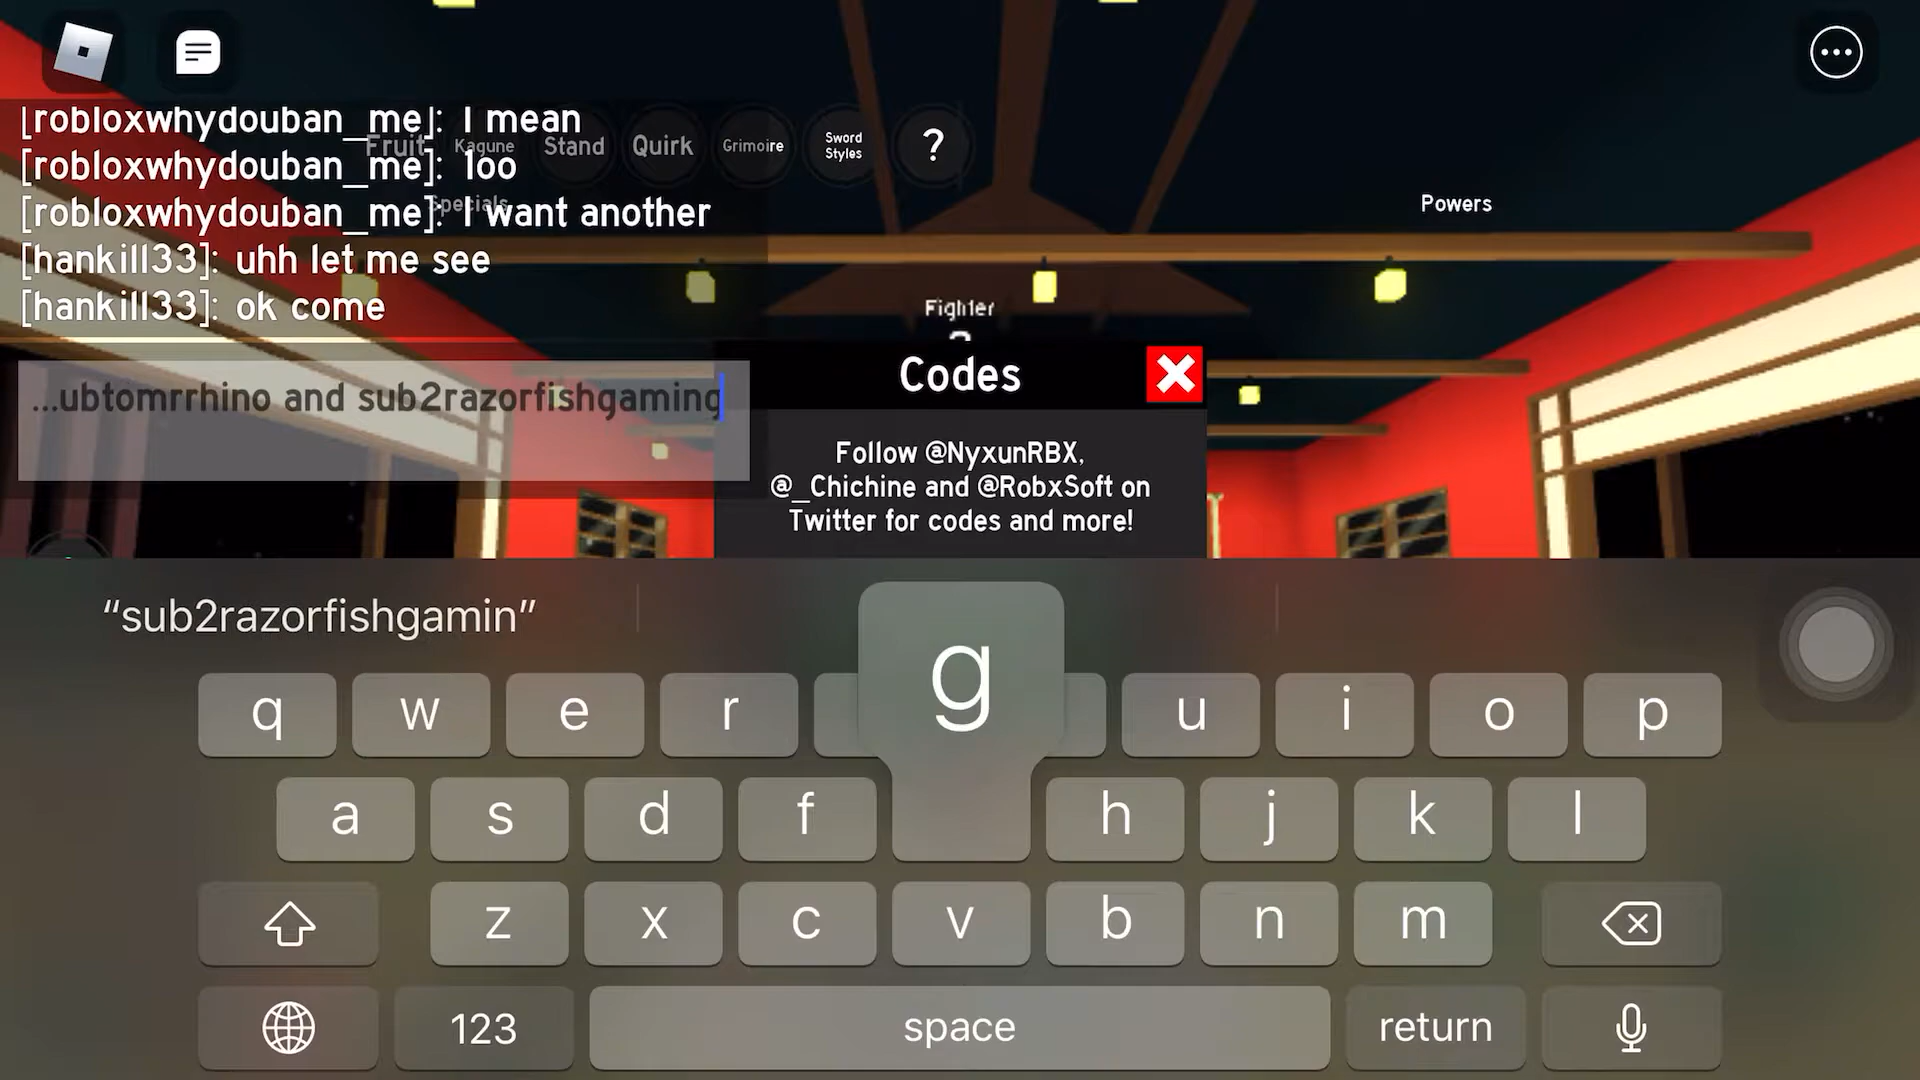 [robloxwhydouban_me]: I mean
[robloxwhydouban_me]: 1oo
[robloxwhydouban_me]: I want another
[hankill33]: uhh let me see
[hankill33]: ok come
Fruit
Kagune
Stand
Quirk
Grimoire
Sword
Styles
?
Specials
Powers
Fighter
...ubtomrrhino and sub2razorfishgaming
Codes
Follow @NyxunRBX,
@_Chichine and @RobxSoft on
Twitter for codes and more!
“sub2razorfishgamin”
g
q w e r u i o p
a s d f h j k l
z x c v b n m
123 space return